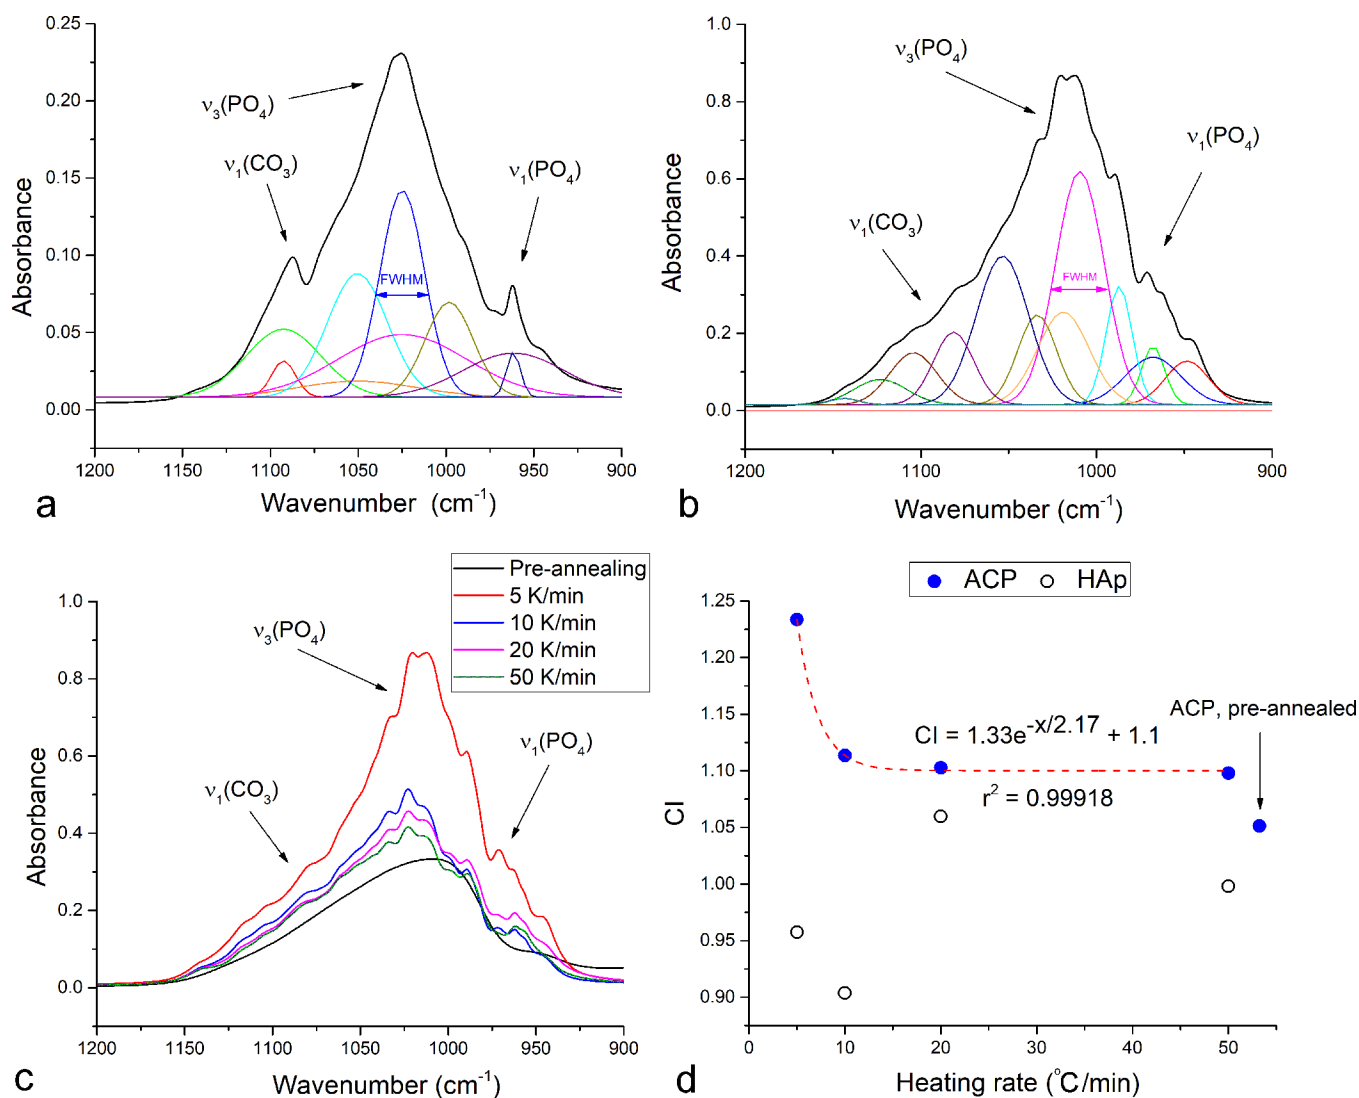 0.25
0.20
0.15
0.10
0.05
0.00
Absorbance
ν3(PO4)
ν1(CO3)
ν1(PO4)
FWHM
1200 1150 1100 1050 1000 950 900
Wavenumber (cm-1)
a
1.0
0.8
0.6
0.4
0.2
0.0
Absorbance
ν3(PO4)
ν1(PO4)
ν1(CO3)
FWHM
1200 1100 1000 900
Wavenumber (cm-1)
b
Pre-annealing
5 K/min
10 K/min
20 K/min
50 K/min
1.0
0.8
0.6
0.4
0.2
0.0
Absorbance
ν3(PO4)
ν1(PO4)
ν1(CO3)
1200 1150 1100 1050 1000 950 900
Wavenumber (cm-1)
c
ACP HAp
1.25
1.20
1.15
1.10
1.05
1.00
0.95
0.90
CI
ACP, pre-annealed
CI = 1.33e-x/2.17 + 1.1
r2 = 0.99918
0 10 20 30 40 50
Heating rate (°C/min)
d